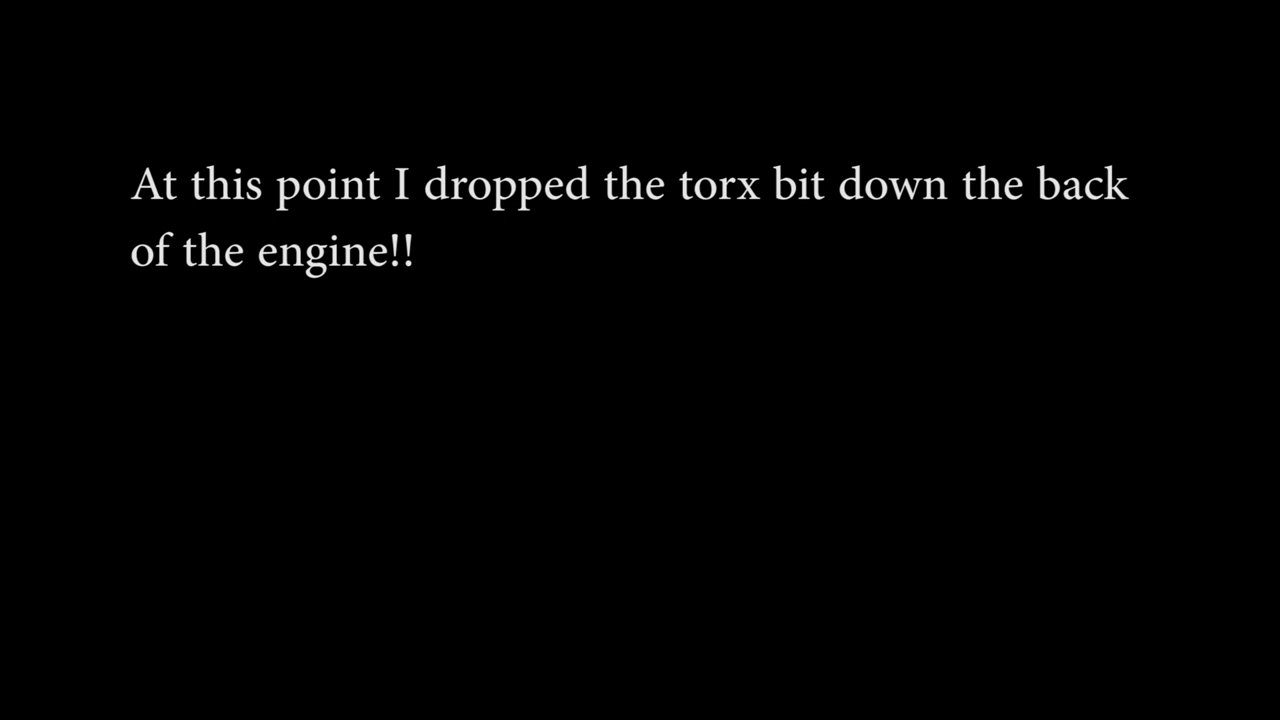 At this point I dropped the torx bit down the back
of the engine!!